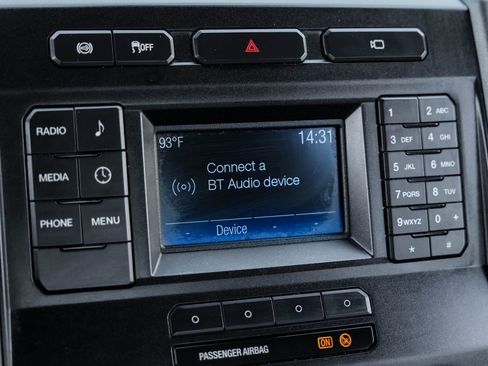 OFF
RADIO
MEDIA
PHONE MENU
93°F 14:31
Connect a
BT Audio device
Device
1 2 ABC
3 DEF 4 GHI
5 JKL 6 MNO
7 PQRS 8 TUV
9 WXYZ 0 +
* #
PASSENGER AIRBAG ON